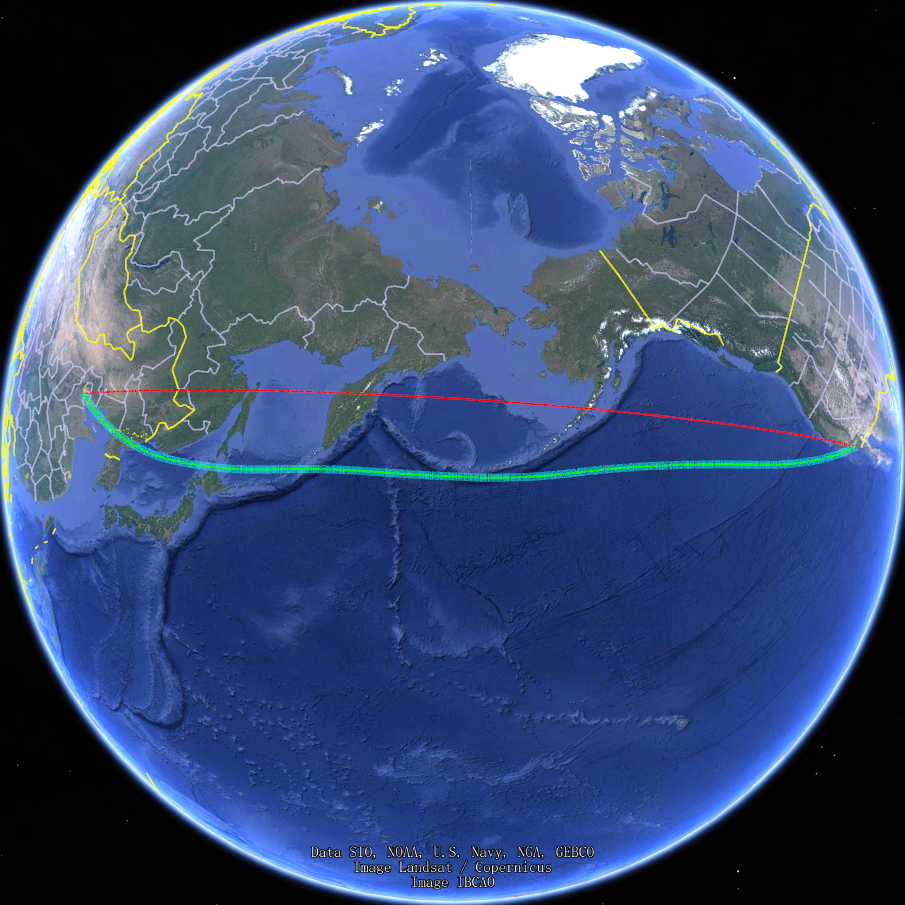 Data SIO, NOAA, U.S. Navy, NGA, GEBCO
Image Landsat / Copernicus
Image IBCAO